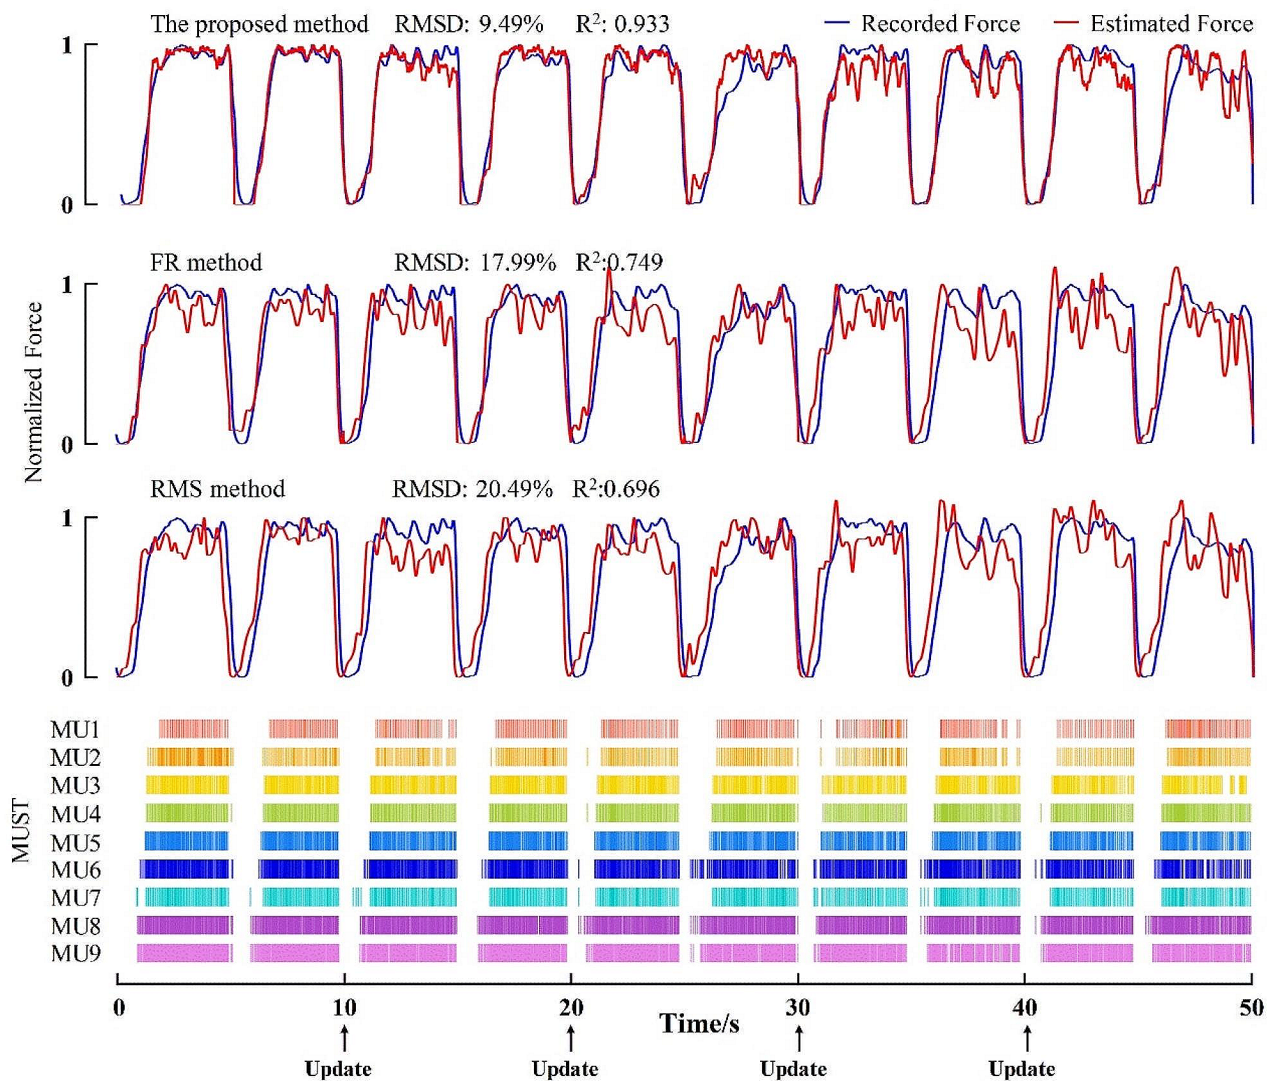 The proposed method RMSD: 9.49% R²: 0.933 Recorded Force Estimated Force
1
0
FR method RMSD: 17.99% R²:0.749
1
0
Normalized Force
RMS method RMSD: 20.49% R²:0.696
1
0
MUST
MU1
MU2
MU3
MU4
MU5
MU6
MU7
MU8
MU9
0 10 20 30 40 50
Time/s
Update Update Update Update